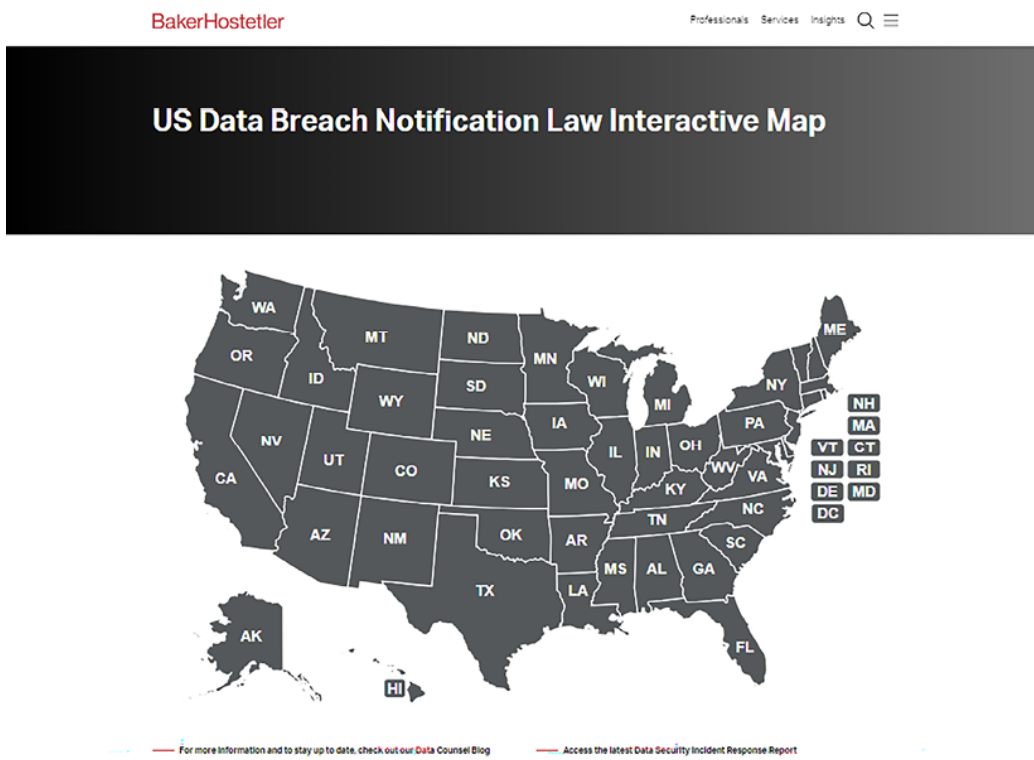 BakerHostetler
Professionals Services Insights
US Data Breach Notification Law Interactive Map
WA
MT
ND
MN
ME
OR
ID
SD
WI
WY
MI
NY
NH
NV
NE
IA
PA
MA
UT
CO
IL
IN
OH
VT CT
CA
KS
MO
WV
VA
NJ RI
KY
DE MD
AZ
NM
OK
AR
TN
NC
DC
SC
TX
LA
MS
AL
GA
AK
FL
HI
For more information and to stay up to date, check out our Data Counsel Blog
Access the latest Data Security Incident Response Report